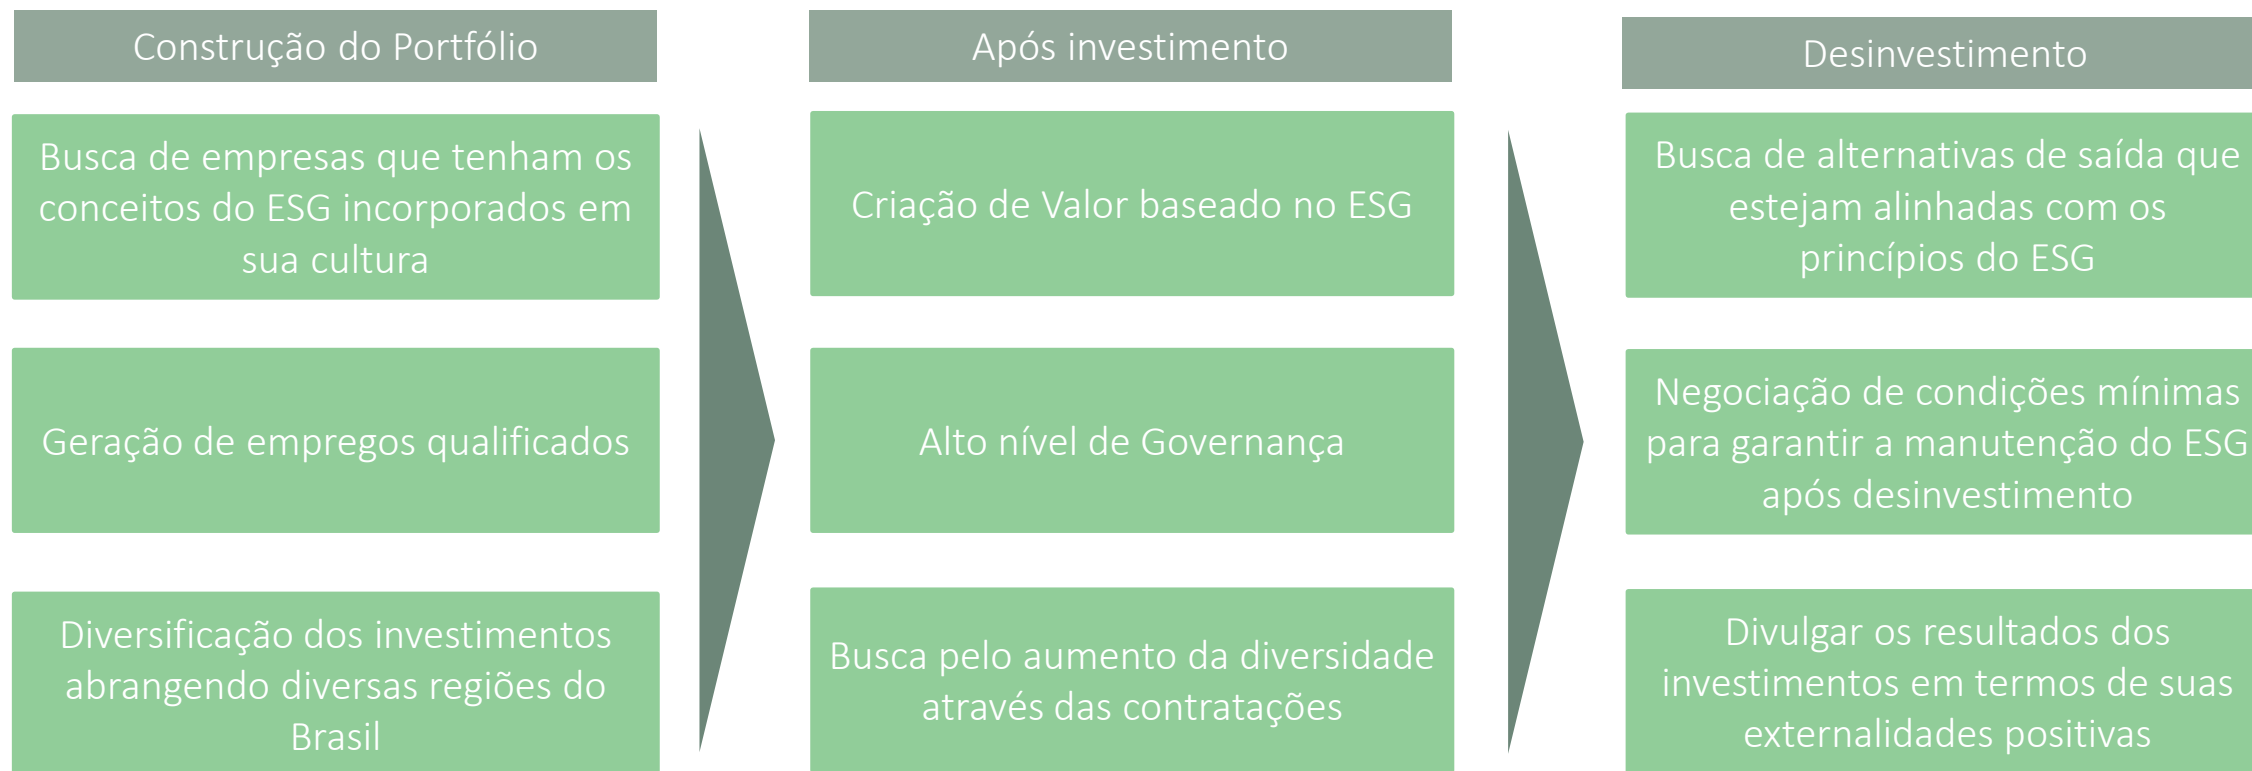 Construção do Portfólio
Busca de empresas que tenham os
conceitos do ESG incorporados em
sua cultura
Geração de empregos qualificados
Diversificação dos investimentos
abrangendo diversas regiões do
Brasil
Após investimento
Criação de Valor baseado no ESG
Alto nível de Governança
Busca pelo aumento da diversidade
através das contratações
Desinvestimento
Busca de alternativas de saída que
estejam alinhadas com os
princípios do ESG
Negociação de condições mínimas
para garantir a manutenção do ESG
após desinvestimento
Divulgar os resultados dos
investimentos em termos de suas
externalidades positivas